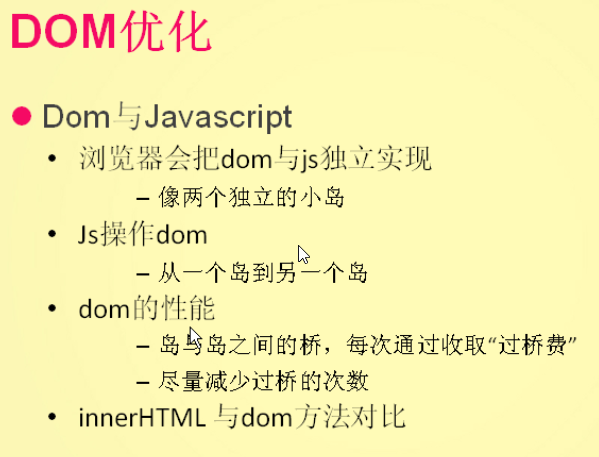 DOM优化
Dom与Javascript
浏览器会把dom与js独立实现
– 像两个独立的小岛
Js操作dom
– 从一个岛到另一个岛
dom的性能
– 岛与岛之间的桥，每次通过收取“过桥费”
– 尽量减少过桥的次数
innerHTML 与dom方法对比